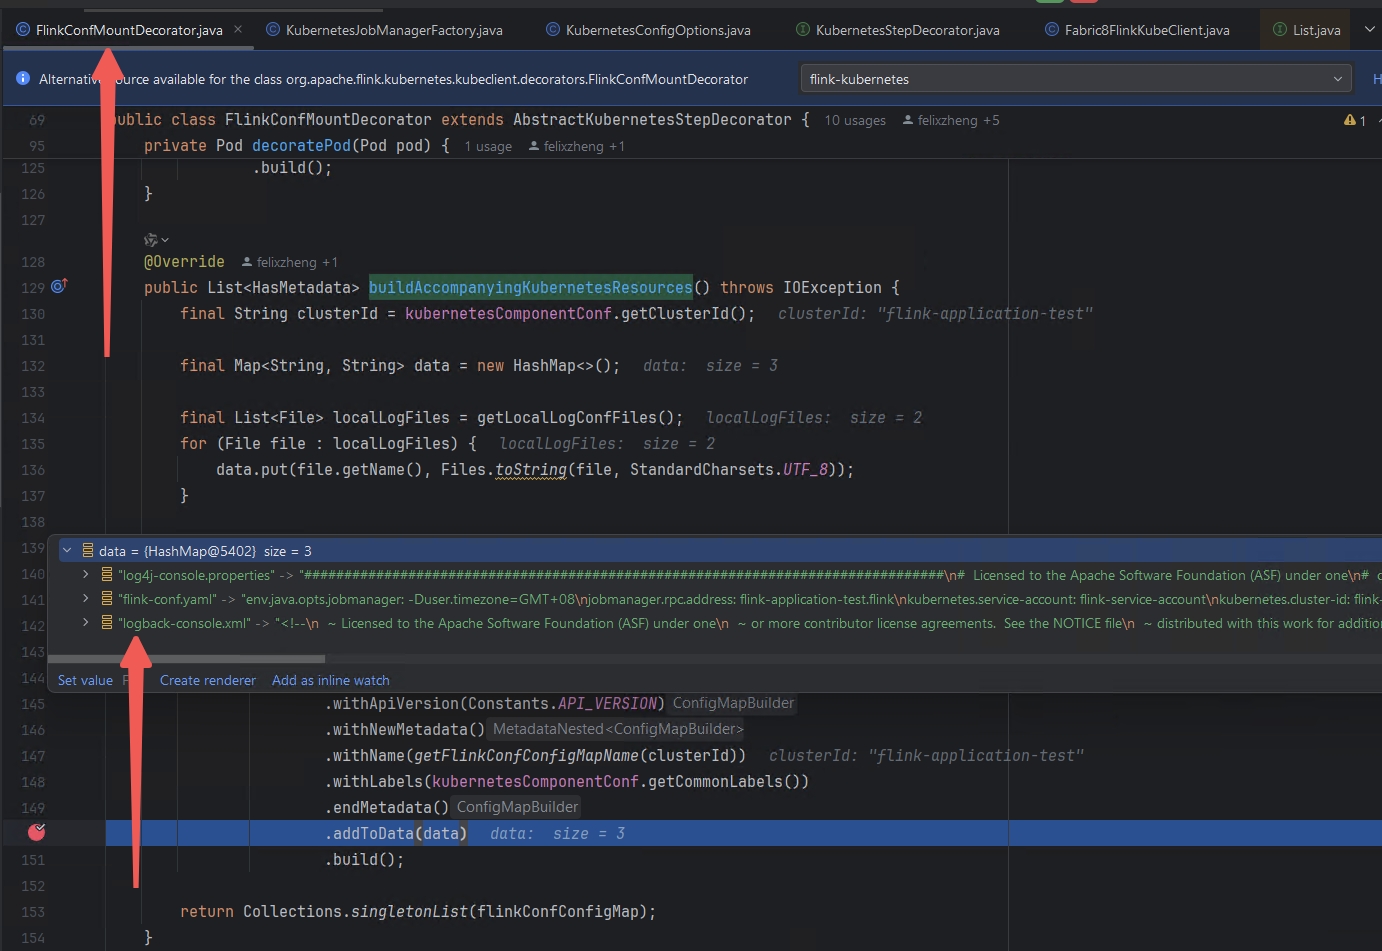 FlinkConfMountDecorator.java × KubernetesJobManagerFactory.java KubernetesConfigOptions.java KubernetesStepDecorator.java Fabric8FlinkKubeClient.java List.java
Alternative source available for the class org.apache.flink.kubernetes.kubeclient.decorators.FlinkConfMountDecorator flink-kubernetes H
69 public class FlinkConfMountDecorator extends AbstractKubernetesStepDecorator { 10 usages felixzheng +5 1
95 private Pod decoratePod(Pod pod) { 1 usage felixzheng +1
125 .build();
126 }
127
128 @Override felixzheng +1
129 public List<HasMetadata> buildAccompanyingKubernetesResources() throws IOException {
130 final String clusterId = kubernetesComponentConf.getClusterId(); clusterId: "flink-application-test"
131
132 final Map<String, String> data = new HashMap<>(); data: size = 3
133
134 final List<File> localLogFiles = getLocalLogConfFiles(); localLogFiles: size = 2
135 for (File file : localLogFiles) { localLogFiles: size = 2
136 data.put(file.getName(), Files.toString(file, StandardCharsets.UTF_8));
137 }
138
139 data = {HashMap@5402} size = 3
140 "log4j-console.properties" -> "################################################################################\n# Licensed to the Apache Software Foundation (ASF) under one\n# c
141 "flink-conf.yaml" -> "env.java.opts.jobmanager: -Duser.timezone=GMT+08\njobmanager.rpc.address: flink-application-test.flink\nkubernetes.service-account: flink-service-account\nkubernetes.cluster-id: flink-
142 "logback-console.xml" -> "<!--\n ~ Licensed to the Apache Software Foundation (ASF) under one\n ~ or more contributor license agreements. See the NOTICE file\n ~ distributed with this work for addition
143
144 Set value F Create renderer Add as inline watch
145 .withApiVersion(Constants.API_VERSION) ConfigMapBuilder
146 .withNewMetadata() MetadataNested<ConfigMapBuilder>
147 .withName(getFlinkConfConfigMapName(clusterId)) clusterId: "flink-application-test"
148 .withLabels(kubernetesComponentConf.getCommonLabels())
149 .endMetadata() ConfigMapBuilder
.addToData(data) data: size = 3
151 .build();
152
153 return Collections.singletonList(flinkConfConfigMap);
154 }